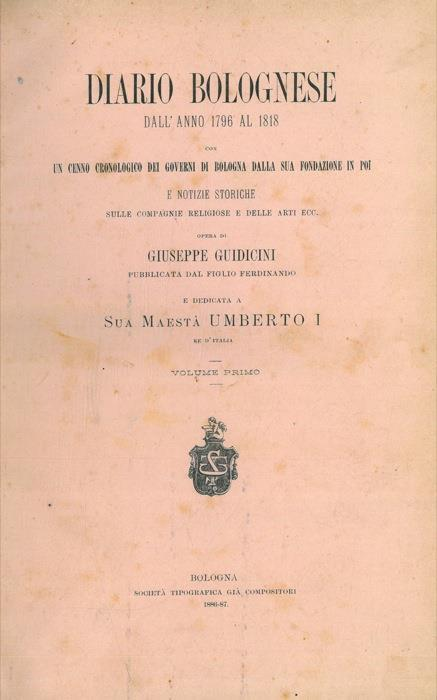 DIARIO BOLOGNESE
DALL'ANNO 1796 AL 1818
CON
UN CENNO CRONOLOGICO DEI GOVERNI DI BOLOGNA DALLA SUA FONDAZIONE IN POI
E NOTIZIE STORICHE
SULLE COMPAGNIE RELIGIOSE E DELLE ARTI ECC.
OPERA DI
GIUSEPPE GUIDICINI
PUBBLICATA DAL FIGLIO FERDINANDO
E DEDICATA A
SUA MAESTÀ UMBERTO I
RE D'ITALIA
VOLUME PRIMO
BOLOGNA
SOCIETÀ TIPOGRAFICA GIÀ COMPOSITORI
1886-87.